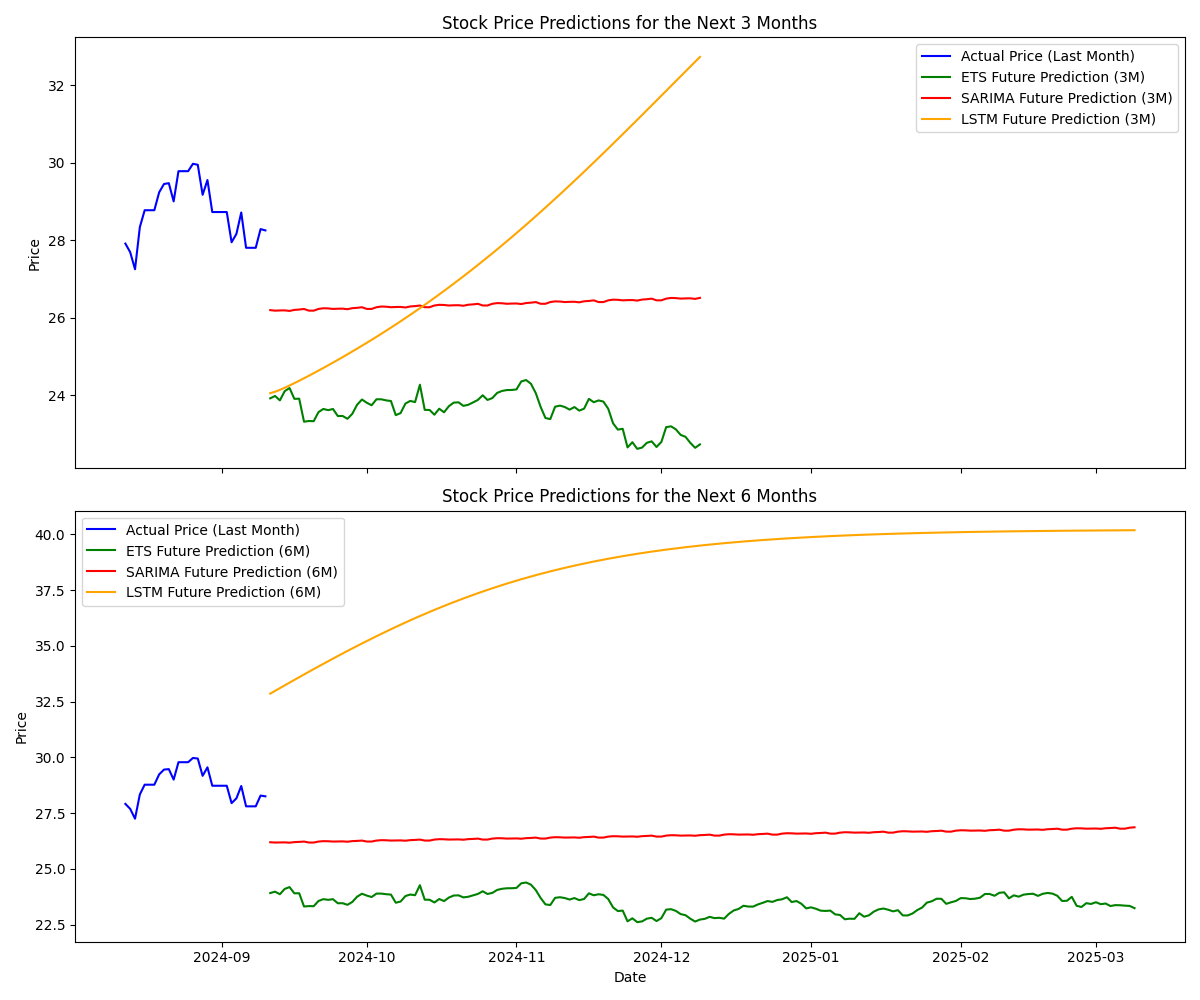 Stock Price Predictions for the Next 3 Months
Actual Price (Last Month)
ETS Future Prediction (3M)
SARIMA Future Prediction (3M)
LSTM Future Prediction (3M)
32
30
28
26
24
Price
Stock Price Predictions for the Next 6 Months
Actual Price (Last Month)
ETS Future Prediction (6M)
SARIMA Future Prediction (6M)
LSTM Future Prediction (6M)
40.0
37.5
35.0
32.5
30.0
27.5
25.0
22.5
Price
2024-09 2024-10 2024-11 2024-12 2025-01 2025-02 2025-03
Date